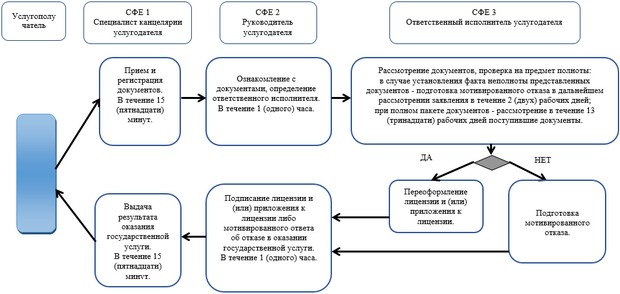 Услугополу
чатель
СФЕ 1
Специалист канцелярии
услугодателя
СФЕ 2
Руководитель
услугодателя
СФЕ 3
Ответственный исполнитель услугодателя
Прием и
регистрация
документов.
В течение 15
(пятнадцати)
минут.
Ознакомление с
документами, определение
ответственного исполнителя.
В течение 1 (одного) часа.
Рассмотрение документов, проверка на предмет полноты:
в случае установления факта неполноты представленных
документов - подготовка мотивированного отказа в дальнейшем
рассмотрении заявления в течение 2 (двух) рабочих дней;
при полном пакете документов - рассмотрение в течение 13
(тринадцати) рабочих дней поступившие документы.
ДА
НЕТ
Переоформление
лицензии и (или)
приложения к
лицензии.
Подготовка
мотивированного
отказа.
Подписание лицензии и
(или) приложения к
лицензии либо
мотивированного ответа
об отказе в оказании
государственной услуги.
В течение 1 (одного) часа.
Выдача
результата
оказания
государственной
услуги.
В течение 15
(пятнадцати)
минут.